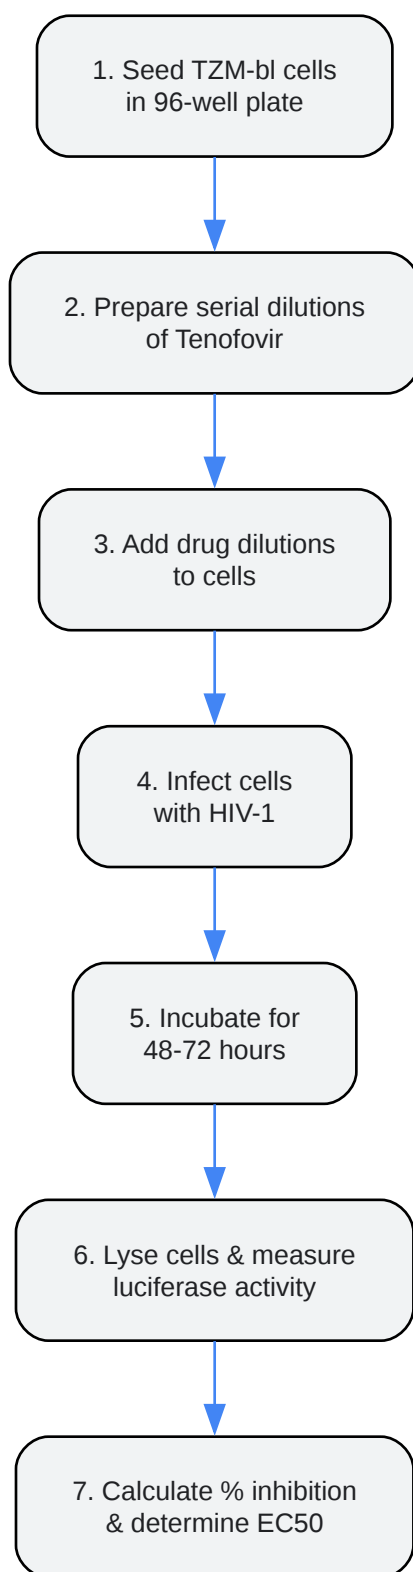 1. Seed TZM-bl cells
in 96-well plate
2. Prepare serial dilutions
of Tenofovir
3. Add drug dilutions
to cells
4. Infect cells
with HIV-1
5. Incubate for
48-72 hours
6. Lyse cells & measure
luciferase activity
7. Calculate % inhibition
& determine EC50